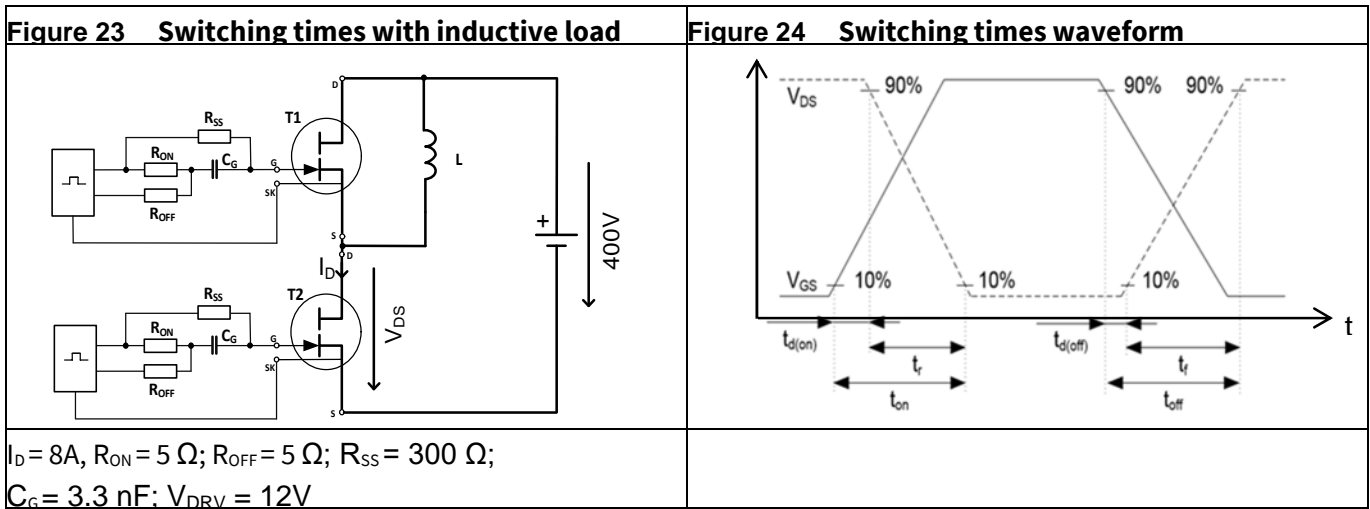 Figure 23 Switching times with inductive load
D
T1
RSS
RON
CG
G
L
SK
ROFF
S
D
+
400V
ID
T2
VDS
RSS
RON
CG
G
SK
ROFF
S
Figure 24 Switching times waveform
VDS
90%
90%
90%
VGS
10%
10%
10%
t
td(on)
td(off)
tr
tf
ton
toff
ID = 8A, RON = 5 Ω; ROFF = 5 Ω; RSS = 300 Ω;
CG = 3.3 nF; VDRV = 12V